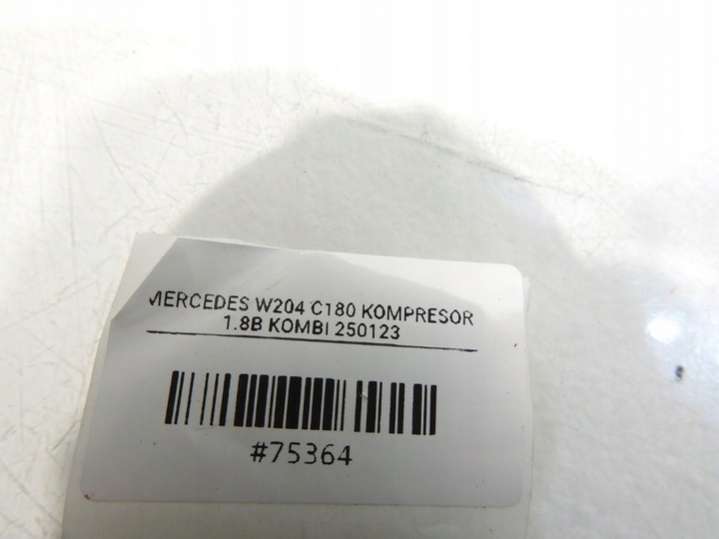 MERCEDES W204 C180 KOMPRESOR
1.8B KOMBI 250123
#75364